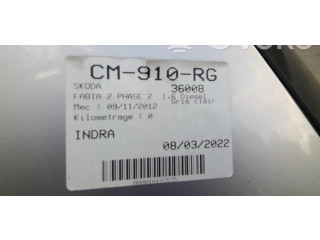 CM-910-RG
SKODA 36008
FABIA 2 PHASE 2 1.6 Diesel
Mec : 09/11/2012 Gris clair
Kilometrage : 0
INDRA
08/03/2022